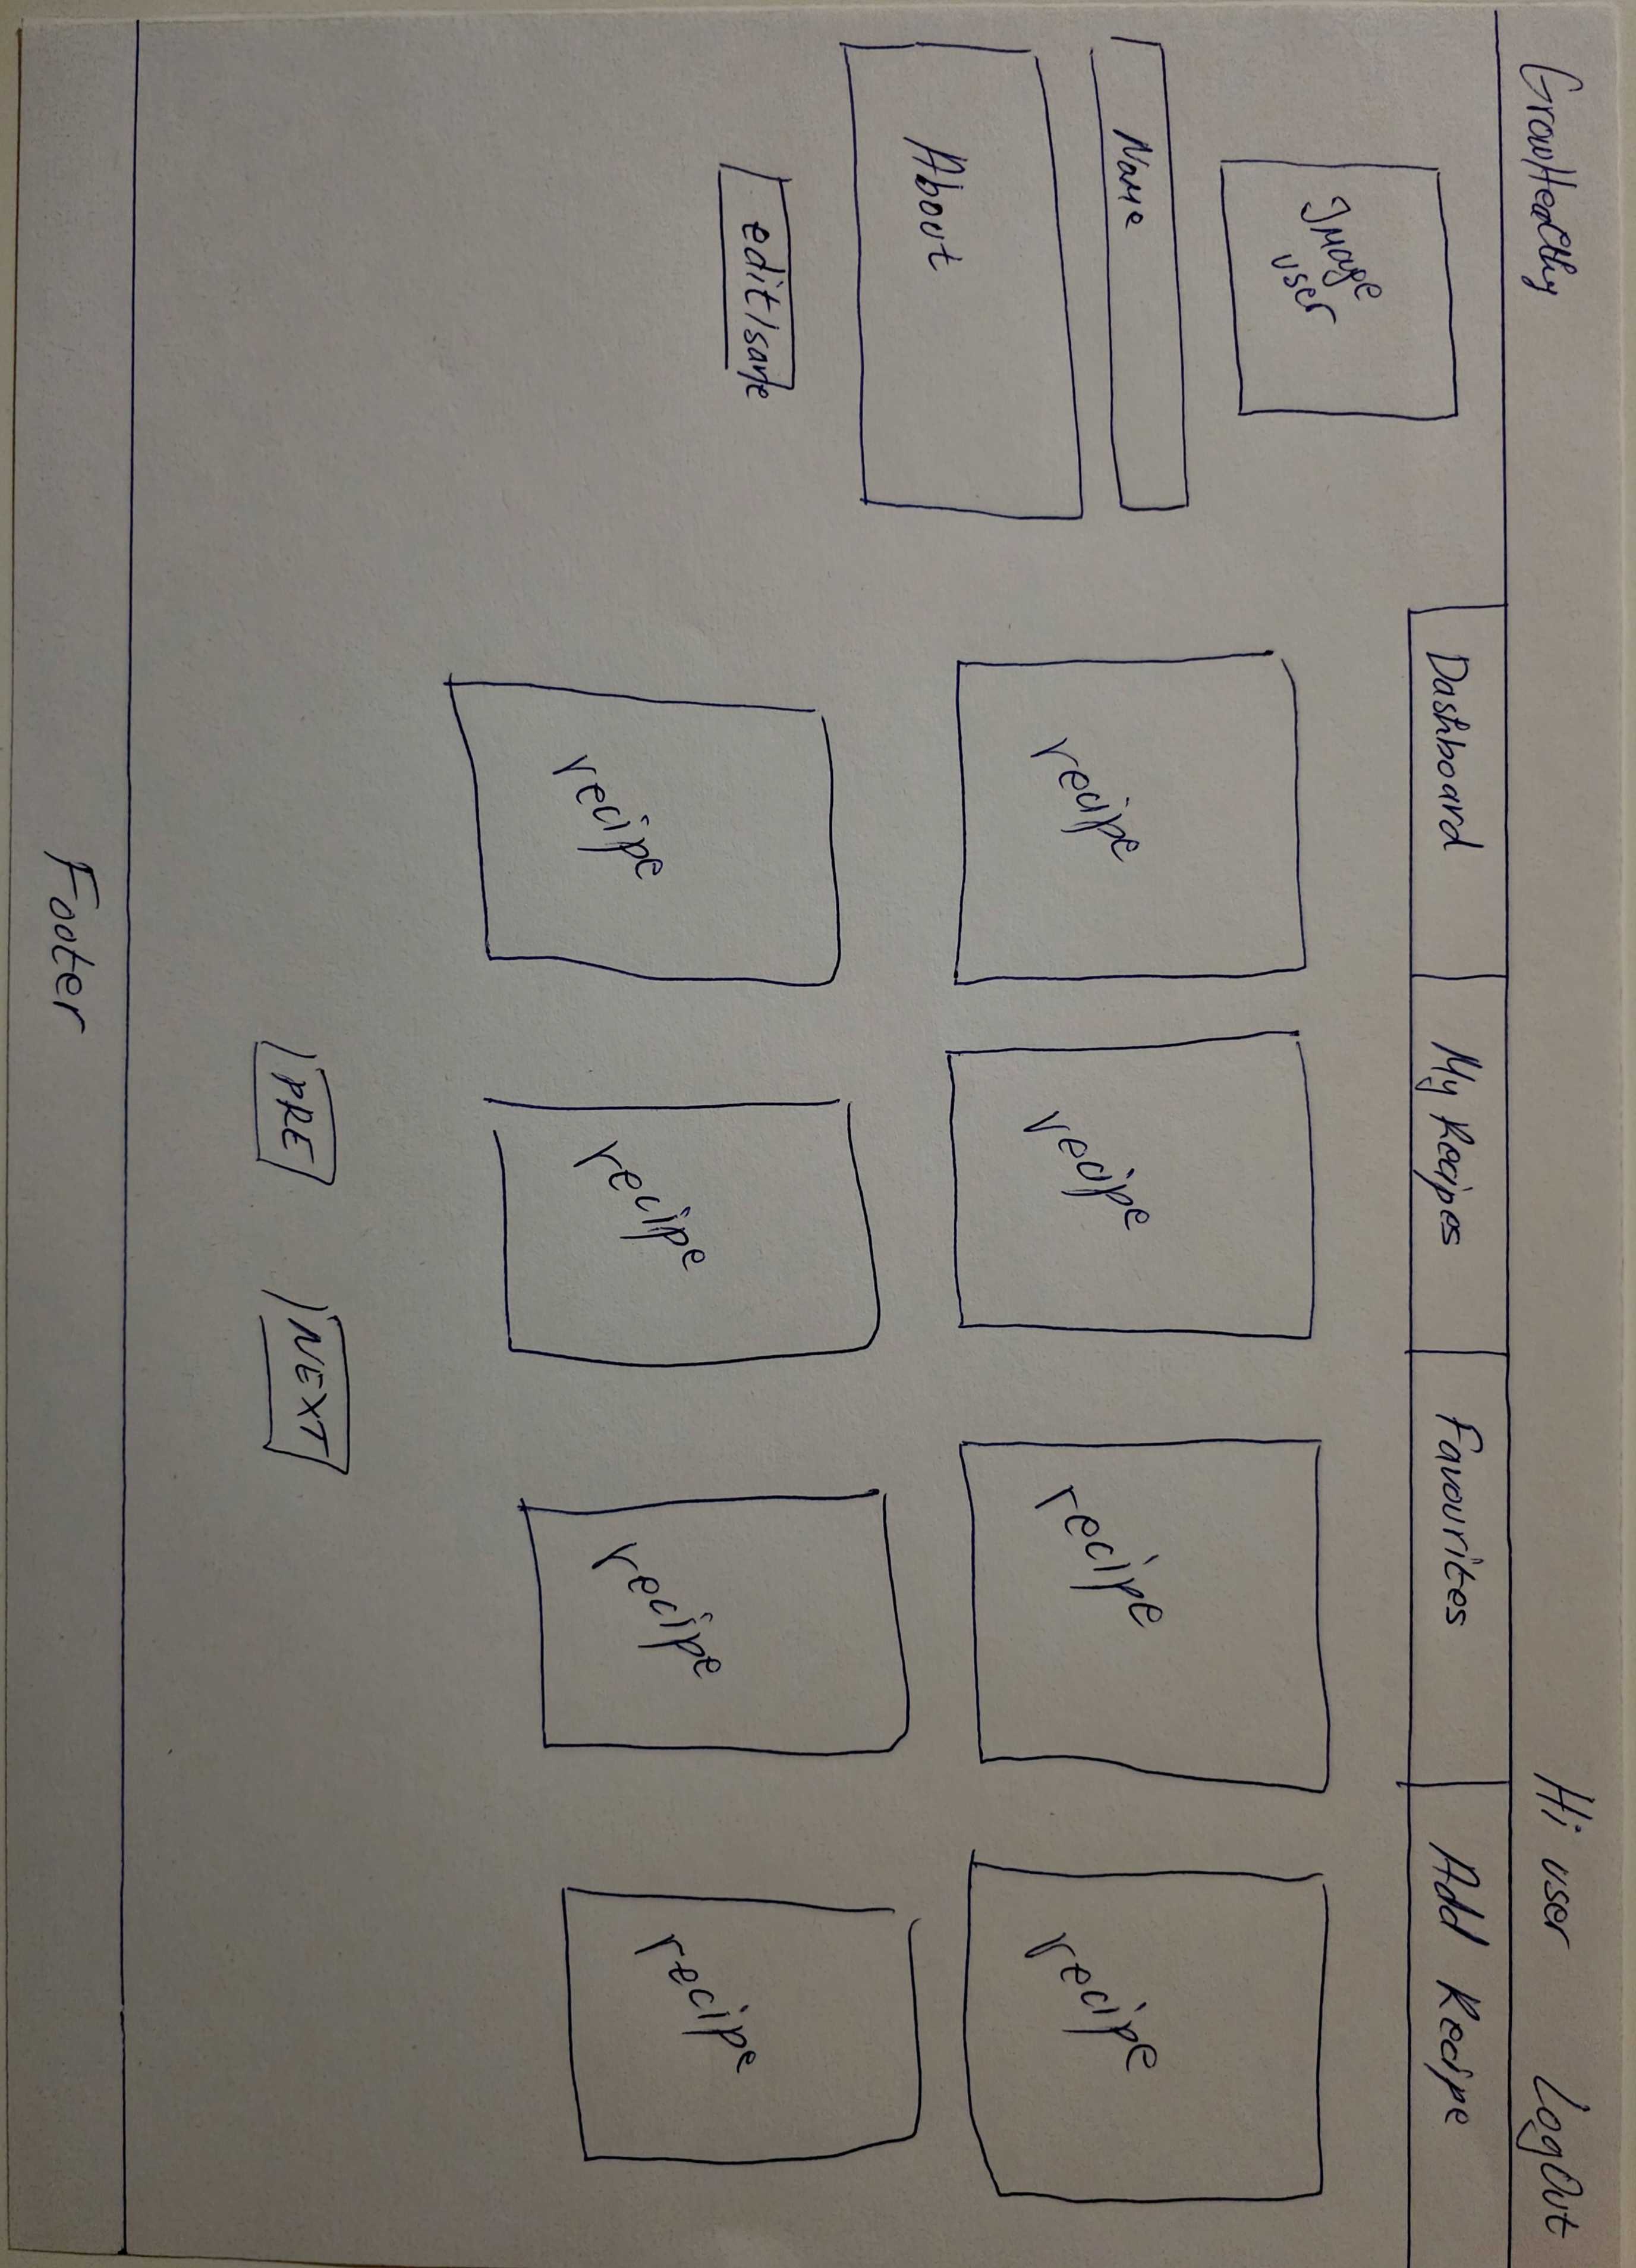 GrowHealthy
Hi user
LogOut
Dashboard
My Recipes
Favourites
Add Recipe
Image
user
Name
About
edit/save
recipe
recipe
recipe
recipe
recipe
recipe
recipe
recipe
PRE
NEXT
Footer